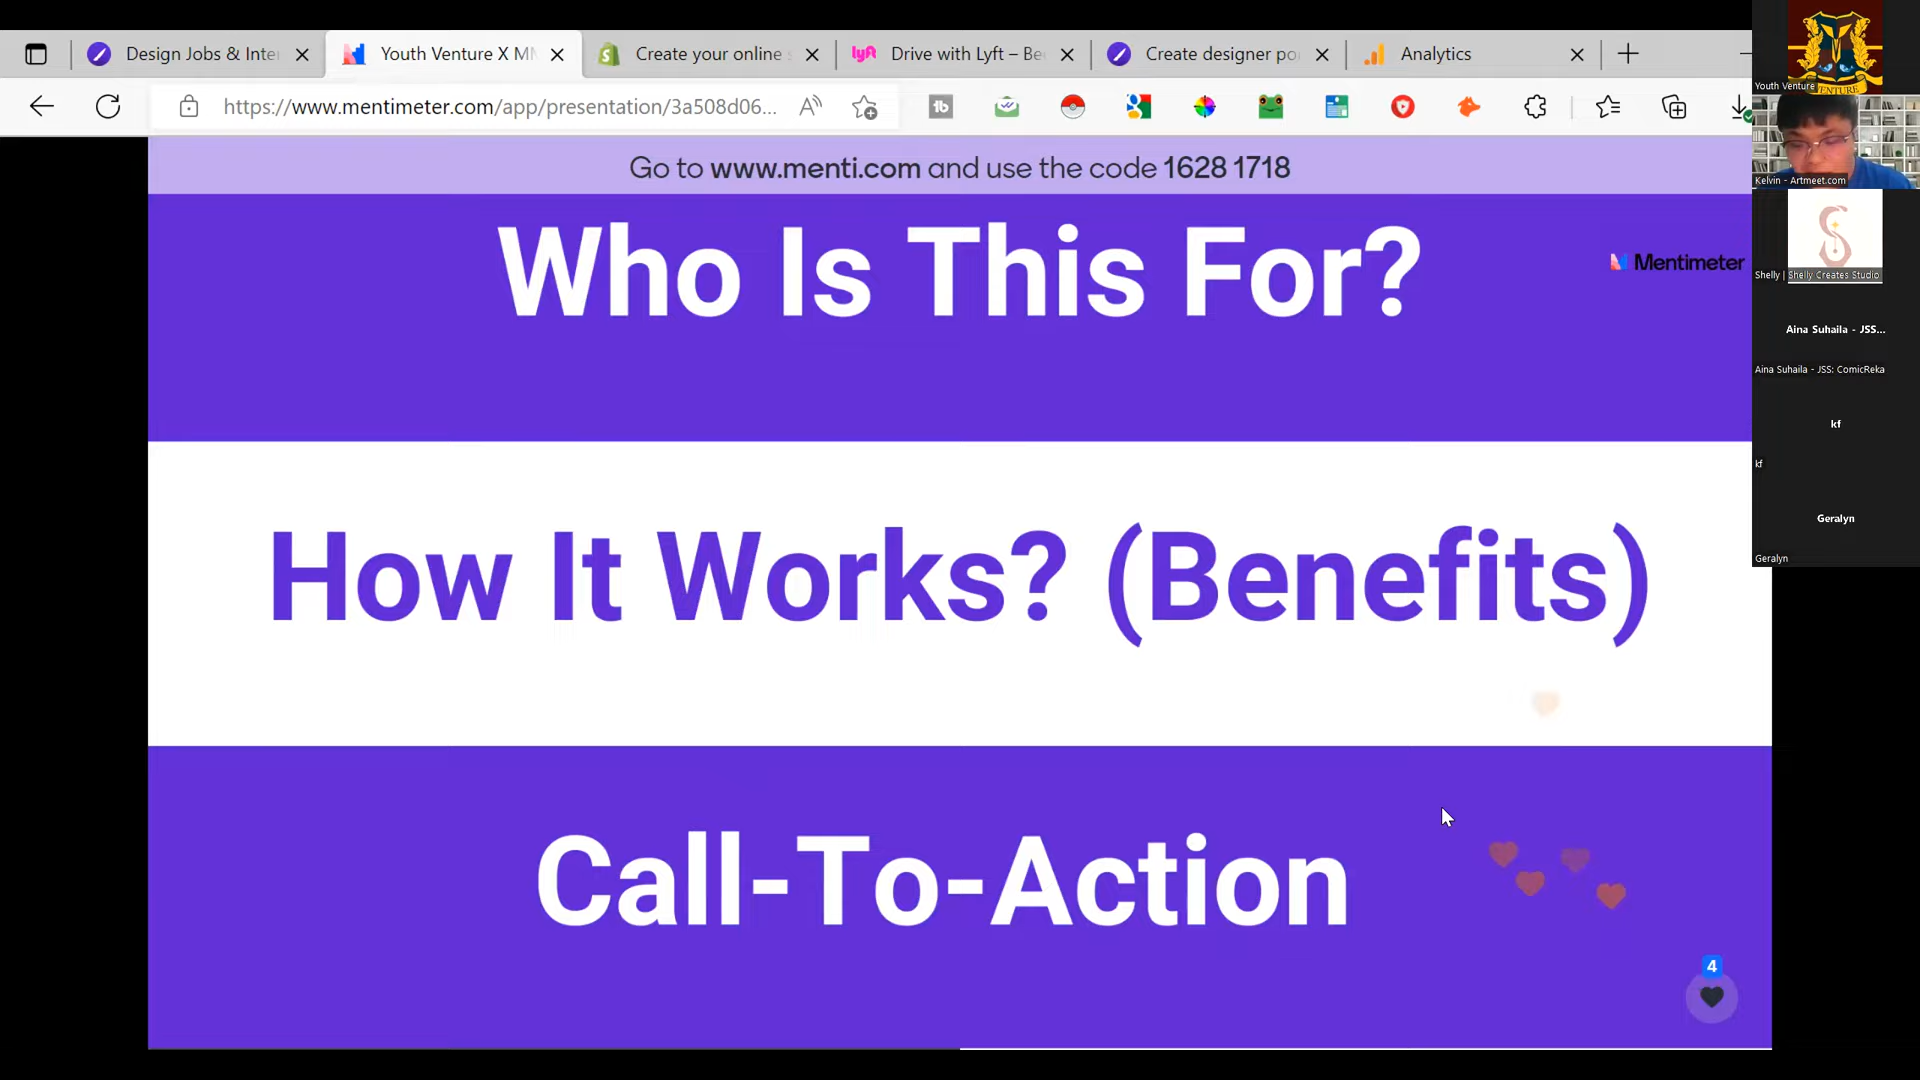 Design Jobs & Inte
Youth Venture X MN
Create your online s
Drive with Lyft – Be
Create designer po
Analytics
https://www.mentimeter.com/app/presentation/3a508d06...
Go to www.menti.com and use the code 1628 1718
Who Is This For?
Mentimeter
How It Works? (Benefits)
Call-To-Action
4
Youth Venture
Kelvin - Artmeet.com
Shelly | Shelly Creates Studio
Aina Suhaila - JSS...
Aina Suhaila - JSS: ComicReka
kf
kf
Geralyn
Geralyn